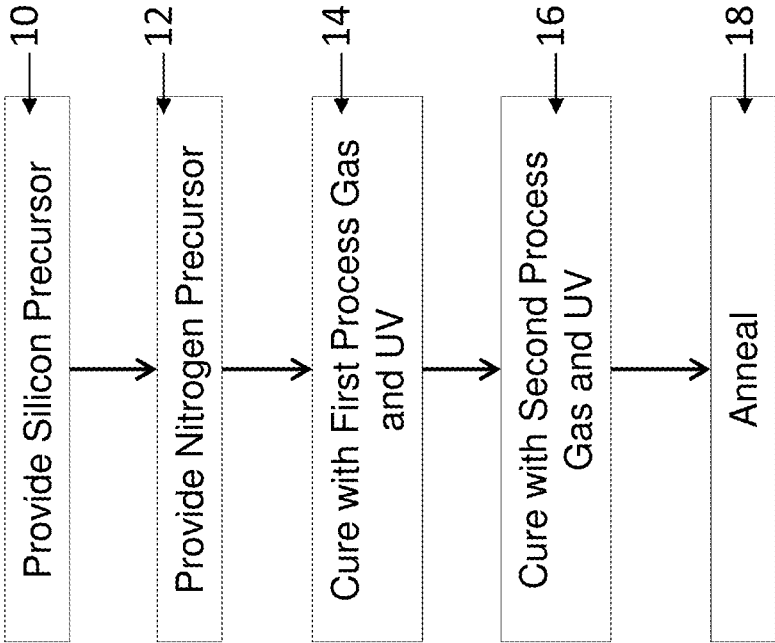 Provide Silicon Precursor
10
Provide Nitrogen Precursor
12
Cure with First Process Gas
and UV
14
Cure with Second Process
Gas and UV
16
Anneal
18